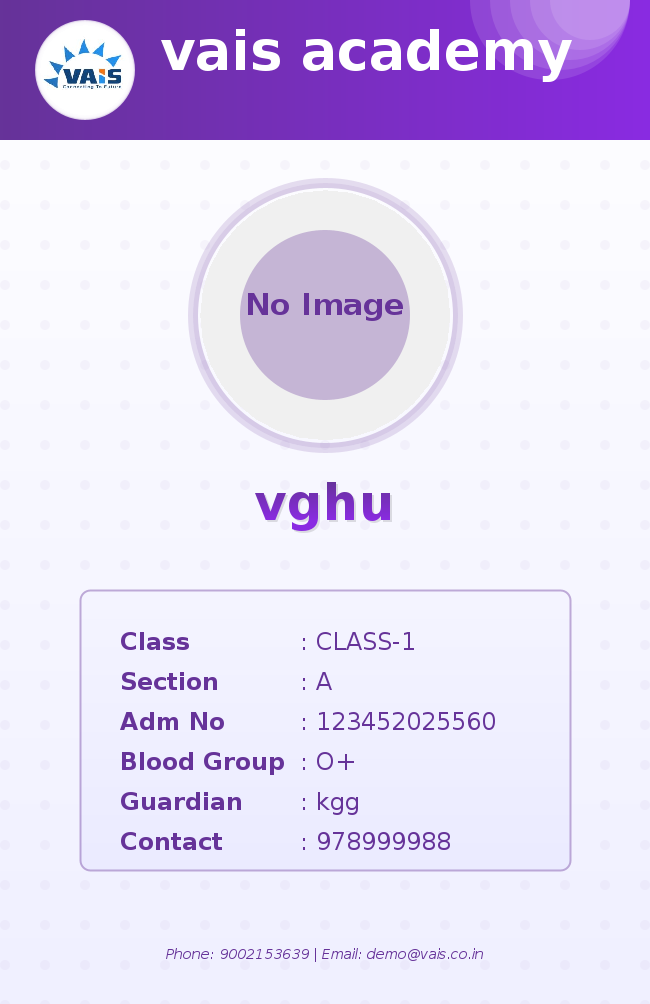 vais academy
VAIS
Connecting To Future
No Image
vghu
Class : CLASS-1
Section : A
Adm No : 123452025560
Blood Group : O+
Guardian : kgg
Contact : 978999988
Phone: 9002153639 | Email: demo@vais.co.in